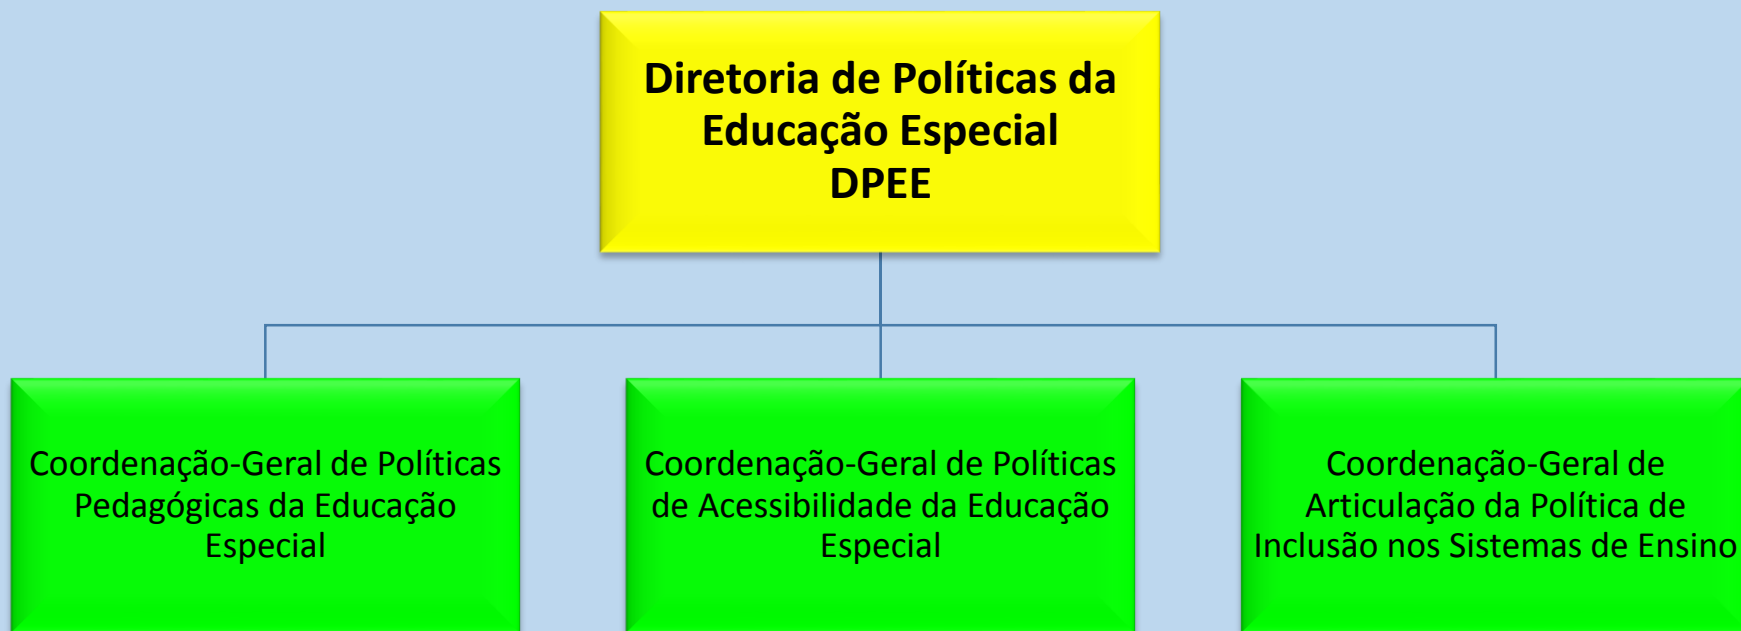 Diretoria de Políticas da
Educação Especial
DPEE
Coordenação-Geral de Políticas
Pedagógicas da Educação
Especial
Coordenação-Geral de Políticas
de Acessibilidade da Educação
Especial
Coordenação-Geral de
Articulação da Política de
Inclusão nos Sistemas de Ensino